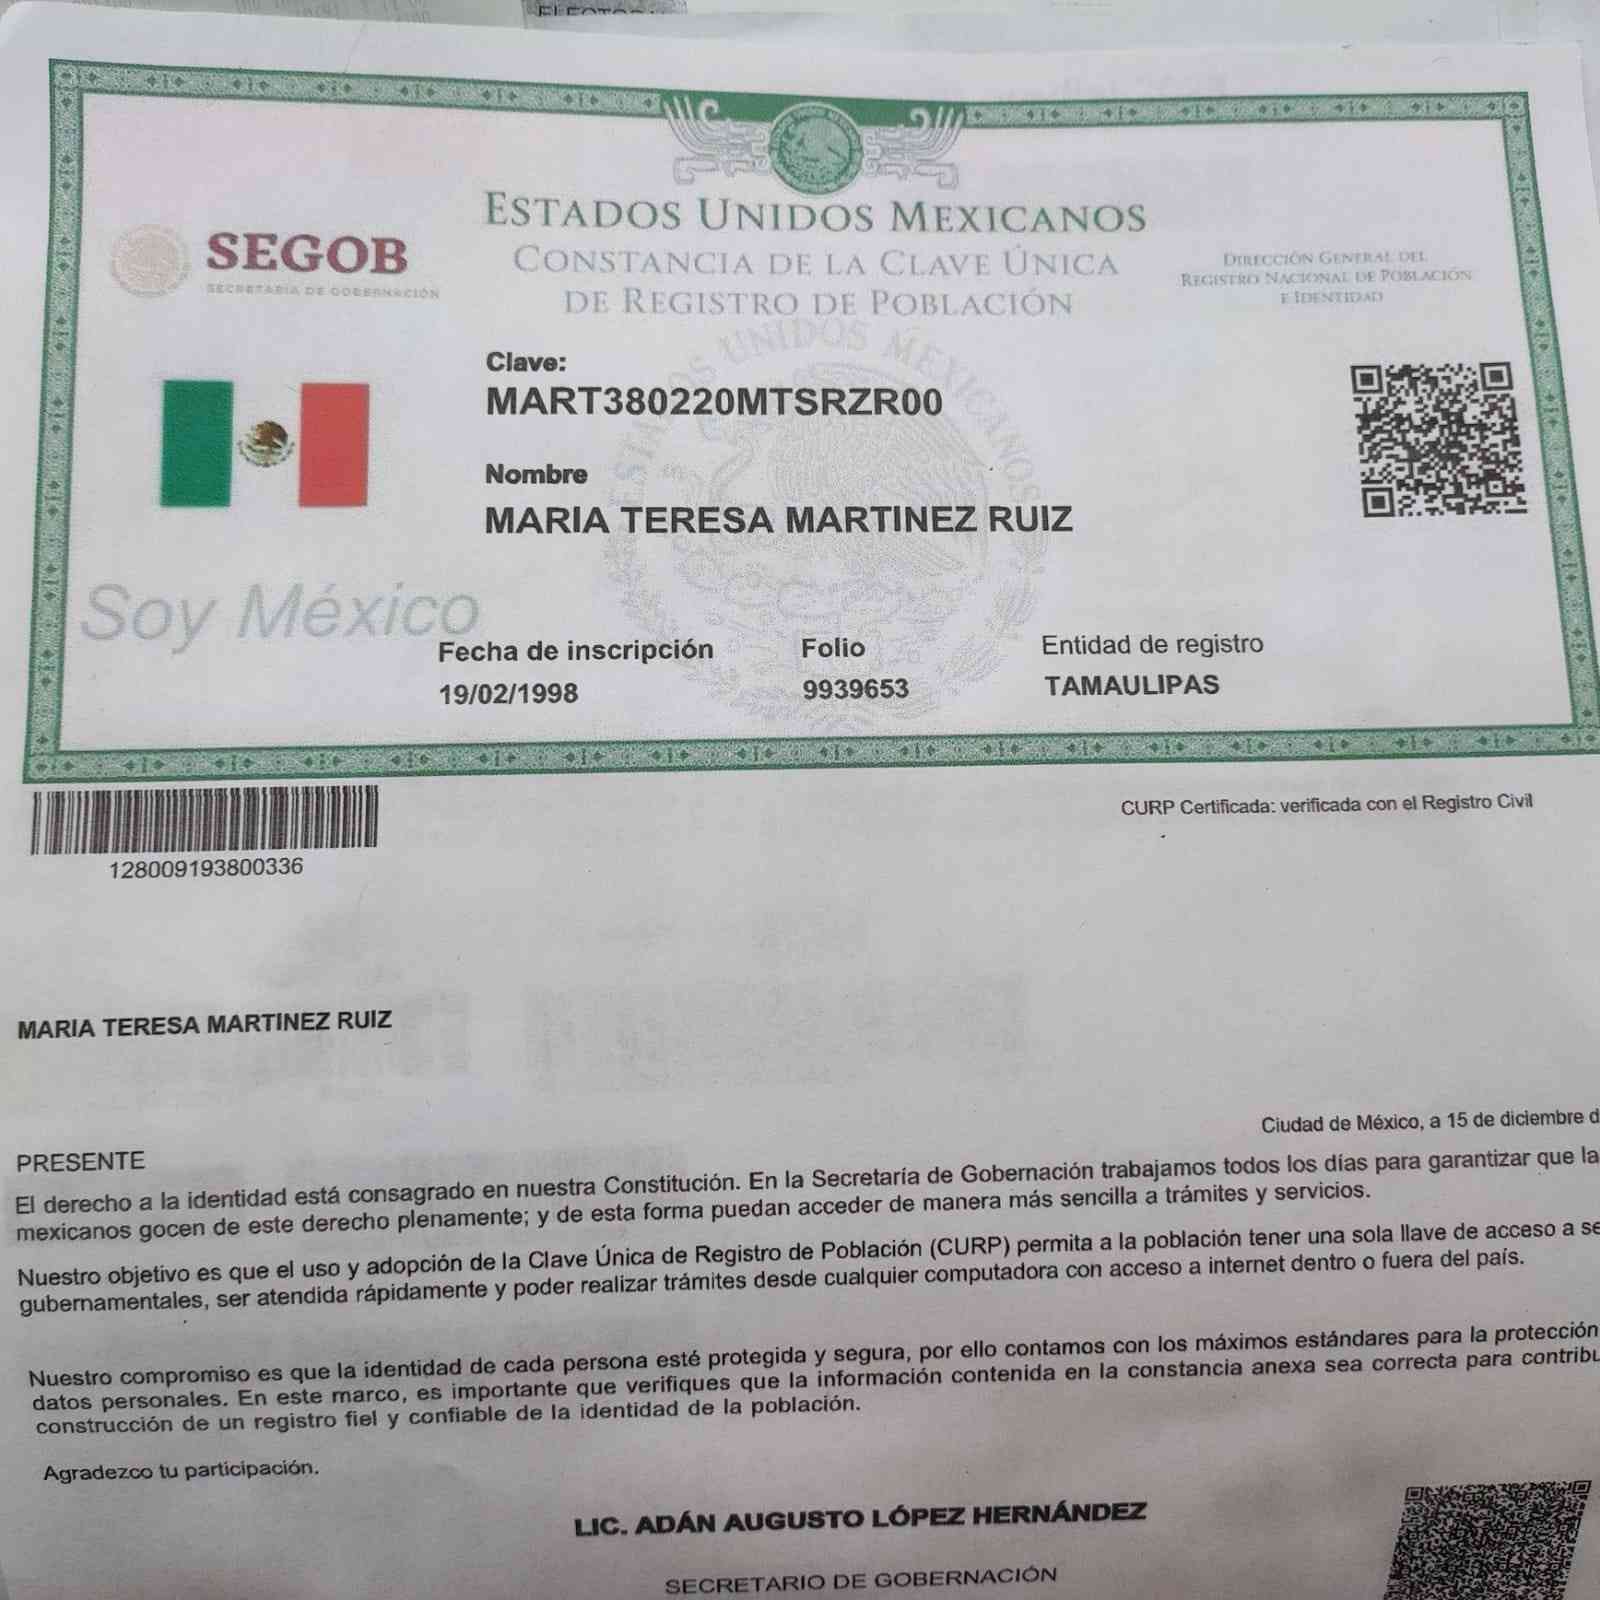 ESTADOS UNIDOS MEXICANOS
CONSTANCIA DE LA CLAVE ÚNICA
DE REGISTRO DE POBLACIÓN
SEGOB
SECRETARÍA DE GOBERNACIÓN
DIRECCIÓN GENERAL DEL
REGISTRO NACIONAL DE POBLACIÓN
E IDENTIDAD
Clave:
MART380220MTSRZR00
Nombre
MARIA TERESA MARTINEZ RUIZ
Soy México
Fecha de inscripción
19/02/1998
Folio
9939653
Entidad de registro
TAMAULIPAS
ESTADOS UNIDOS MEXICANOS
128009193800336
CURP Certificada: verificada con el Registro Civil
MARIA TERESA MARTINEZ RUIZ
Ciudad de México, a 15 de diciembre d
PRESENTE
El derecho a la identidad está consagrado en nuestra Constitución. En la Secretaría de Gobernación trabajamos todos los días para garantizar que la
mexicanos gocen de este derecho plenamente; y de esta forma puedan acceder de manera más sencilla a trámites y servicios.
Nuestro objetivo es que el uso y adopción de la Clave Única de Registro de Población (CURP) permita a la población tener una sola llave de acceso a se
gubernamentales, ser atendida rápidamente y poder realizar trámites desde cualquier computadora con acceso a internet dentro o fuera del país.
Nuestro compromiso es que la identidad de cada persona esté protegida y segura, por ello contamos con los máximos estándares para la protección
datos personales. En este marco, es importante que verifiques que la información contenida en la constancia anexa sea correcta para contribu
construcción de un registro fiel y confiable de la identidad de la población.
Agradezco tu participación.
LIC. ADÁN AUGUSTO LÓPEZ HERNÁNDEZ
SECRETARIO DE GOBERNACIÓN